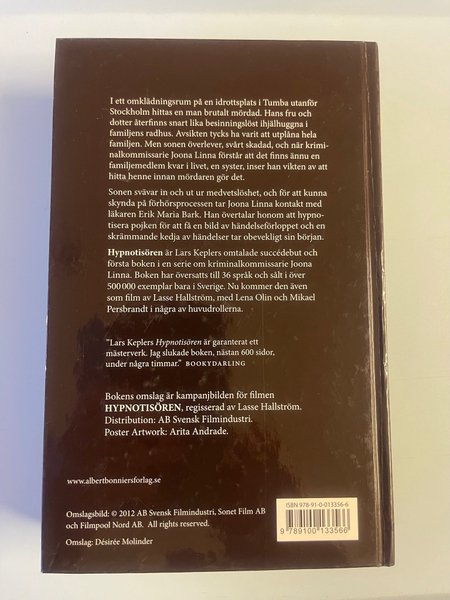 I ett omklädningsrum på en idrottsplats i Tumba utanför
Stockholm hittas en man brutalt mördad. Hans fru och
dotter återfinns snart lika besinningslöst ihjälhuggna i
familjens radhus. Avsikten tycks ha varit att utplåna hela
familjen. Men sonen överlever, svårt skadad, och när krimi-
nalkommissarie Joona Linna förstår att det finns ännu en
familjemedlem kvar i livet, en syster, inser han vikten av att
hitta henne innan mördaren gör det.
Sonen svävar in och ut ur medvetslöshet, och för att kunna
skynda på förhörsprocessen tar Joona Linna kontakt med
läkaren Erik Maria Bark. Han övertalar honom att hypno-
tisera pojken för att få en bild av händelseförloppet och en
skrämmande kedja av händelser tar obevekligt sin början.
Hypnotisören är Lars Keplers omtalade succédebut och
första boken i en serie om kriminalkommissarie Joona
Linna. Boken har översatts till 36 språk och sålt i över
500 000 exemplar bara i Sverige. Nu kommer den även
som film av Lasse Hallström, med Lena Olin och Mikael
Persbrandt i några av huvudrollerna.
"Lars Keplers Hypnotisören är garanterat ett
mästerverk. Jag slukade boken, nästan 600 sidor,
under några timmar." BOOKYDARLING
Bokens omslag är kampanjbilden för filmen
HYPNOTISÖREN, regisserad av Lasse Hallström.
Distribution: AB Svensk Filmindustri.
Poster Artwork: Arita Andrade.
www.albertbonniersforlag.se
Omslagsbild: © 2012 AB Svensk Filmindustri, Sonet Film AB
och Filmpool Nord AB. All rights reserved.
Omslag: Désirée Molinder
ISBN 978-91-0-013356-6
9 789100 133566